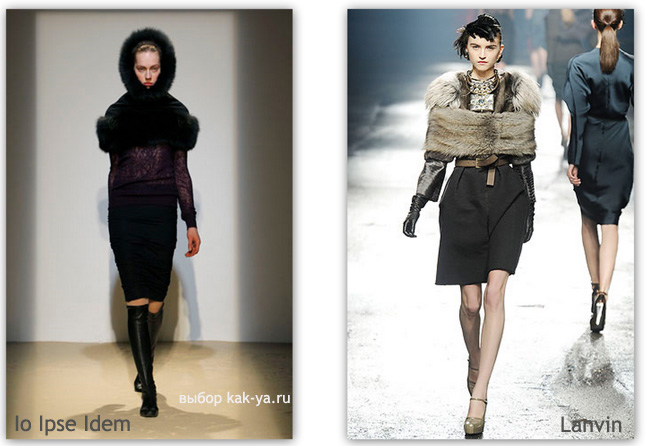 выбор kak-ya.ru
Io Ipse Idem
Lanvin